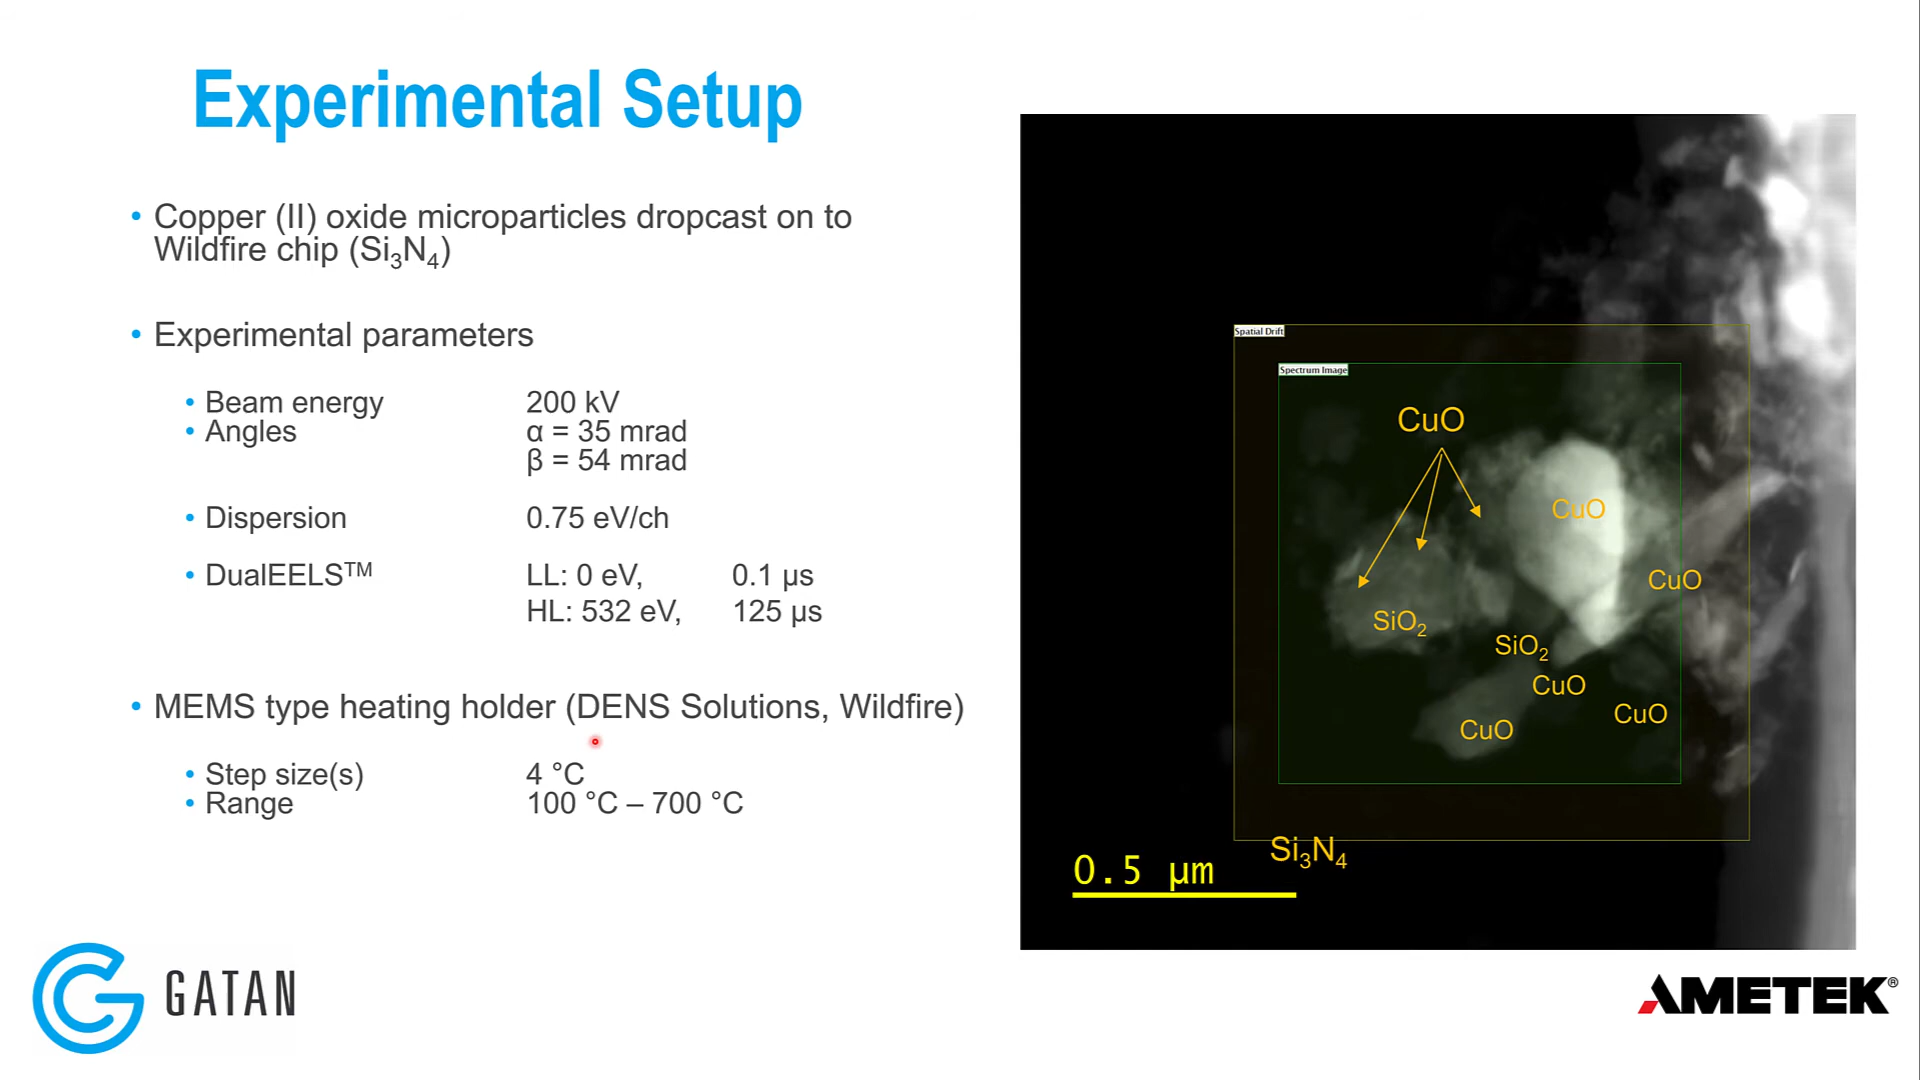 Experimental Setup
• Copper (II) oxide microparticles dropcast on to
Wildfire chip (Si₃N₄)
• Experimental parameters
• Beam energy 200 kV
• Angles α = 35 mrad
β = 54 mrad
• Dispersion 0.75 eV/ch
• DualEELS™ LL: 0 eV, 0.1 µs
HL: 532 eV, 125 µs
• MEMS type heating holder (DENS Solutions, Wildfire)
• Step size(s) 4 °C
• Range 100 °C – 700 °C
Spatial Drift
Spectrum Image
CuO
CuO
CuO
SiO₂
SiO₂
CuO
CuO
CuO
Si₃N₄
0.5 µm
GATAN
AMETEK®